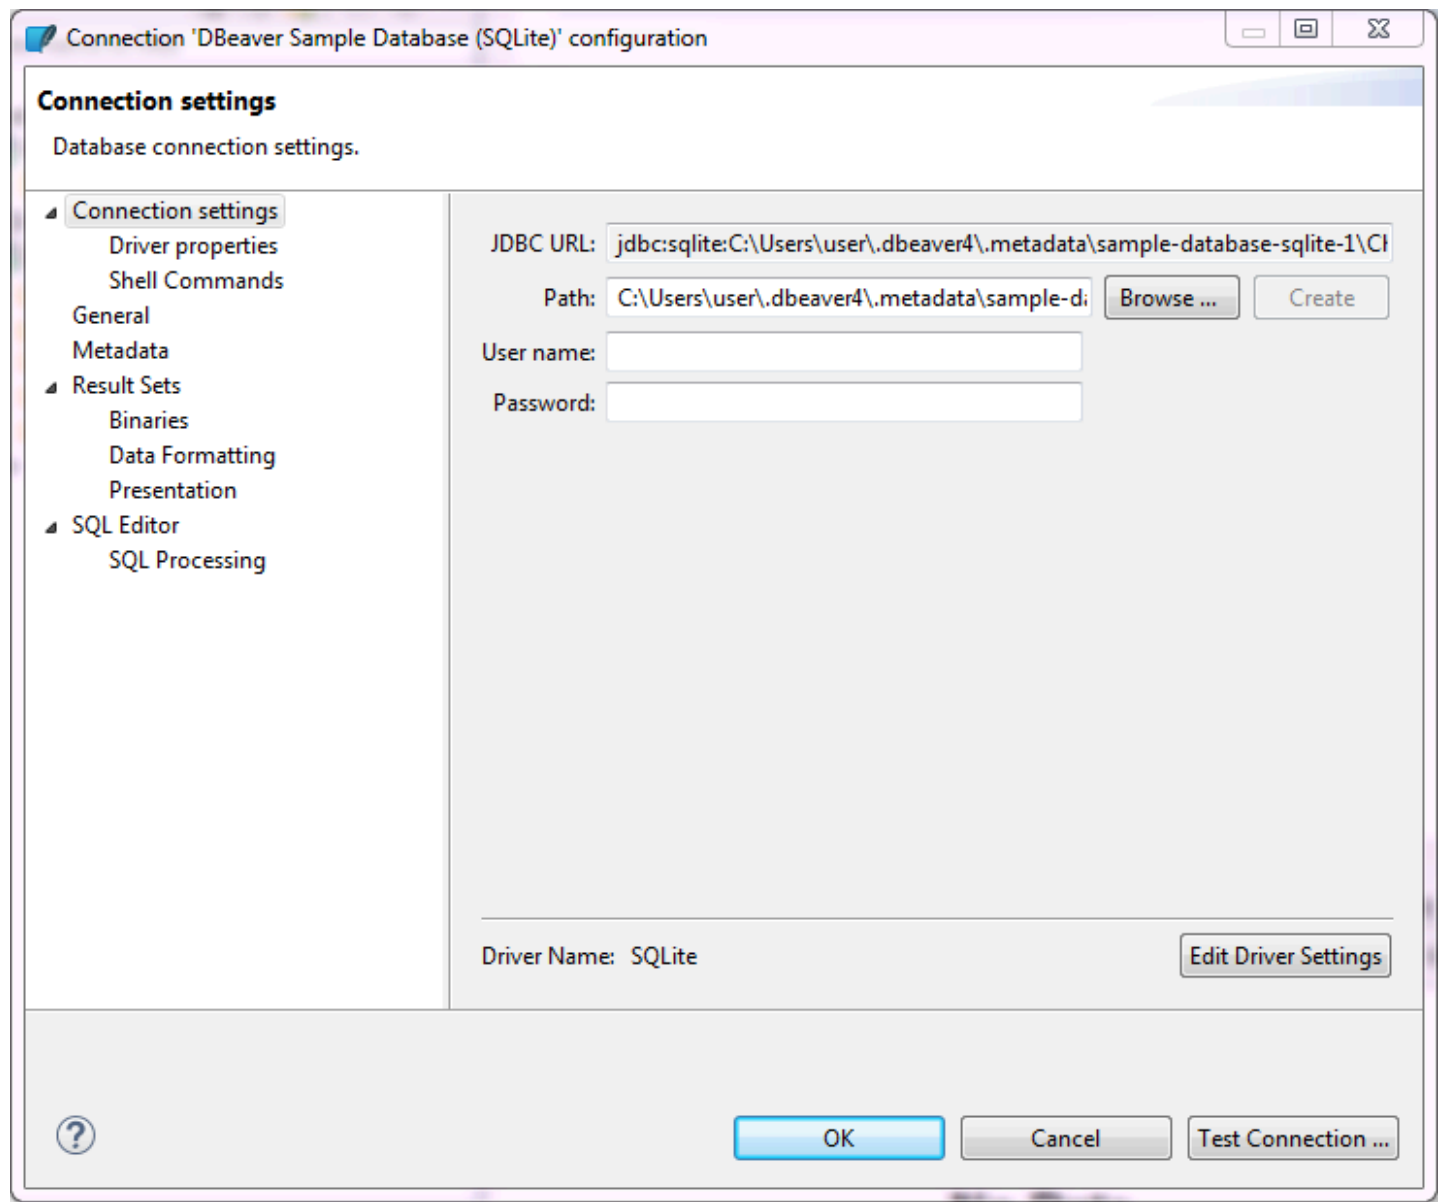 Connection 'DBeaver Sample Database (SQLite)' configuration
Connection settings
Database connection settings.
Connection settings
Driver properties
Shell Commands
General
Metadata
Result Sets
Binaries
Data Formatting
Presentation
SQL Editor
SQL Processing
JDBC URL: jdbc:sqlite:C:\Users\user\.dbeaver4\.metadata\sample-database-sqlite-1\
Path: C:\Users\user\.dbeaver4\.metadata\sample-d Browse ... Create
User name:
Password:
Driver Name: SQLite Edit Driver Settings
? OK Cancel Test Connection ...